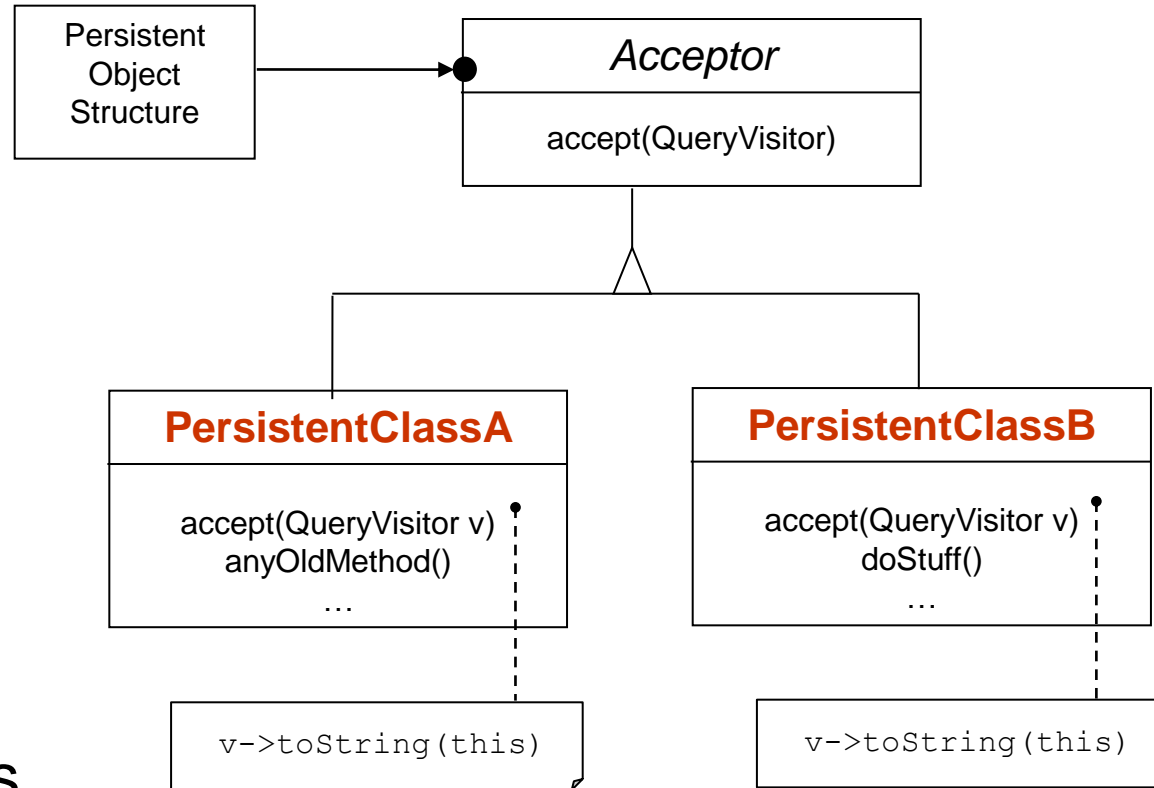 Persistent
Object
Structure
Acceptor
accept(QueryVisitor)
PersistentClassA
accept(QueryVisitor v)
anyOldMethod()
…
PersistentClassB
accept(QueryVisitor v)
doStuff()
…
v->toString(this)
v->toString(this)
s